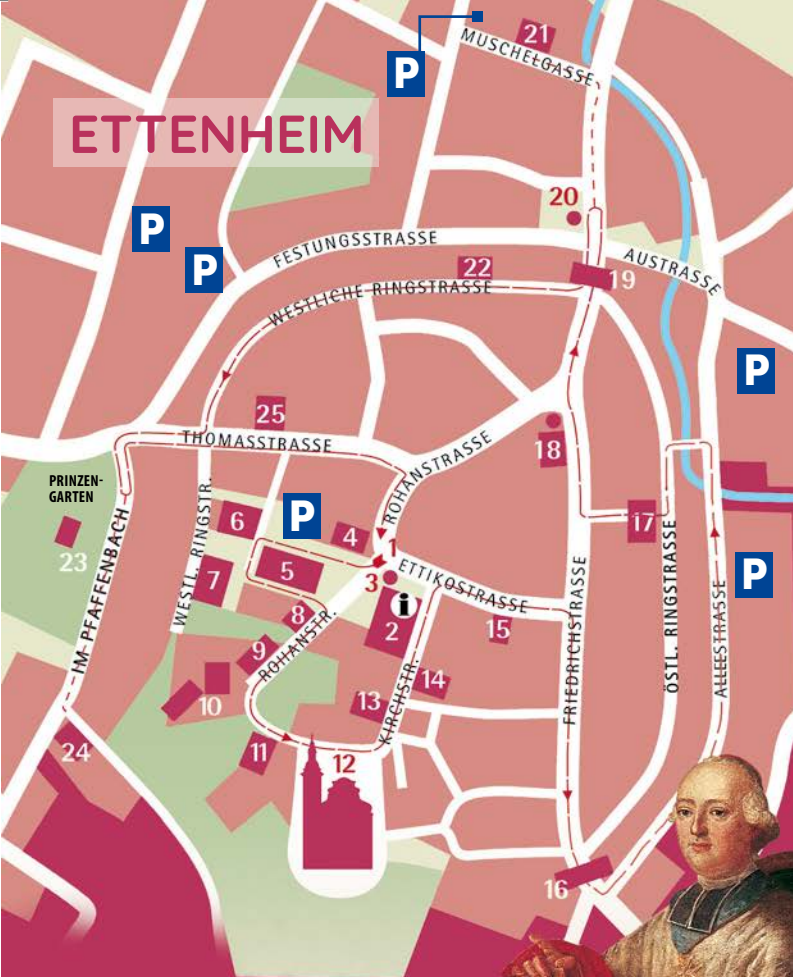 P
21
MUSCHELGASSE
ETTENHEIM
20
P
P
FESTUNGSSTRASSE
22
19
AUSTRASSE
WESTLICHE RINGSTRASSE
P
25
THOMASSTRASSE
ROHANSTRASSE
18
PRINZEN-
GARTEN
WESTL. RINGSTR.
6
P
4
1
17
23
5
3
ETTIKOSTRASSE
7
i
P
8
2
15
IM PFAFFENBACH
9
ROHANSTR.
FRIEDRICHSTRASSE
ÖSTL. RINGSTRASSE
ALLEESTRASSE
10
13
KIRCHSTR.
14
24
11
12
16